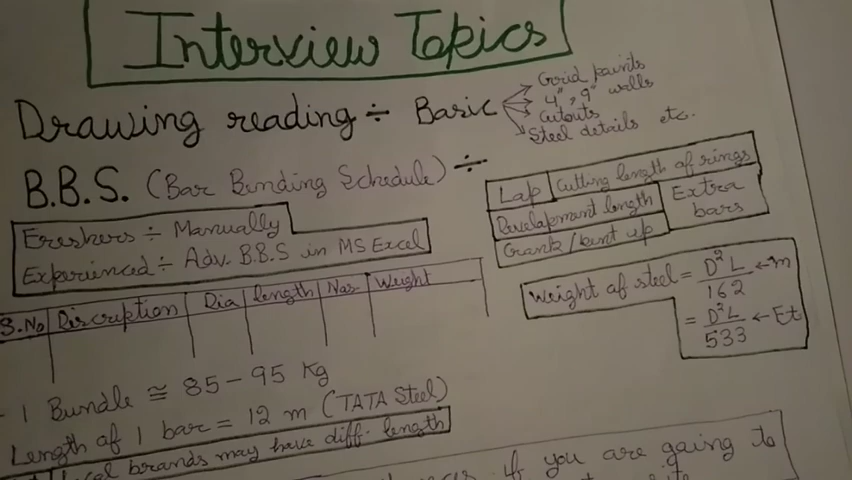 Interview Topics
Drawing reading ÷ Basic
Grid points
4", 9" walls
Cutouts
Steel details etc.
B.B.S. (Bar Bending Schedule) ÷
Lap
Cutting length of rings
Development length
Extra bars
Crank / bent up
Freshers ÷ Manually
Experienced ÷ Adv. B.B.S in MS Excel
Weight of steel = D²L/162 ← m
= D²L/533 ← Ft
S.No Discription Dia length Nos Weight
1 Bundle ≅ 85 - 95 Kg
Length of 1 bar = 12 m (TATA Steel)
brands may have diff. length
if you are going to